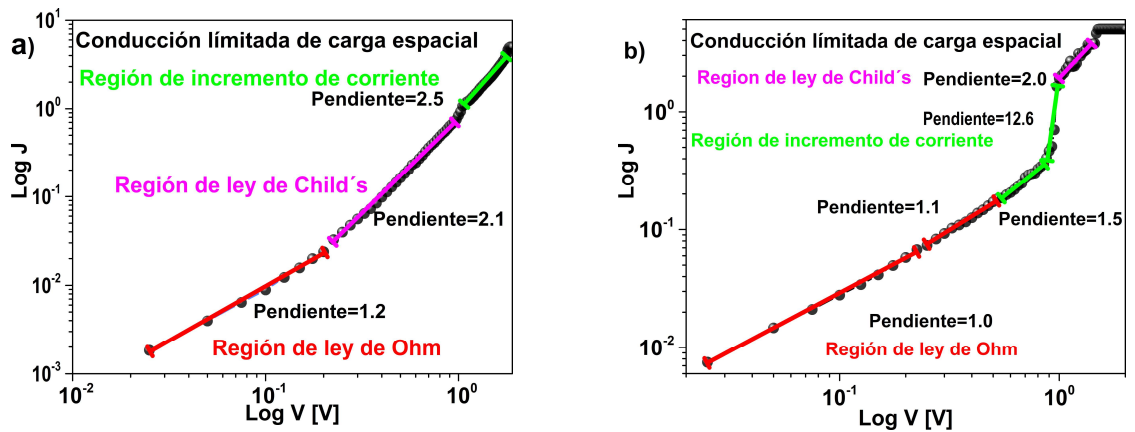 a)
Conducción límitada de carga espacial
Región de incremento de corriente
Pendiente=2.5
Región de ley de Child´s
Pendiente=2.1
Pendiente=1.2
Región de ley de Ohm
Log J
10^1
10^0
10^-1
10^-2
10^-3
10^-2
10^-1
10^0
Log V [V]
b)
Conducción límitada de carga espacial
Region de ley de Child´s
Pendiente=2.0
Pendiente=12.6
Región de incremento de corriente
Pendiente=1.1
Pendiente=1.5
Pendiente=1.0
Región de ley de Ohm
Log J
10^0
10^-1
10^-2
10^-1
10^0
Log V [V]